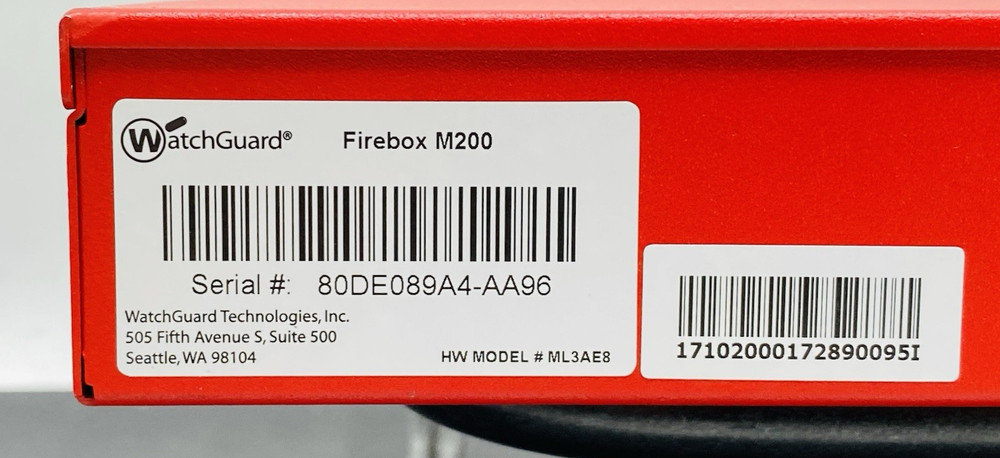 WatchGuard® Firebox M200
Serial #: 80DE089A4-AA96
WatchGuard Technologies, Inc.
505 Fifth Avenue S, Suite 500
Seattle, WA 98104
HW MODEL # ML3AE8
17102000172890095I